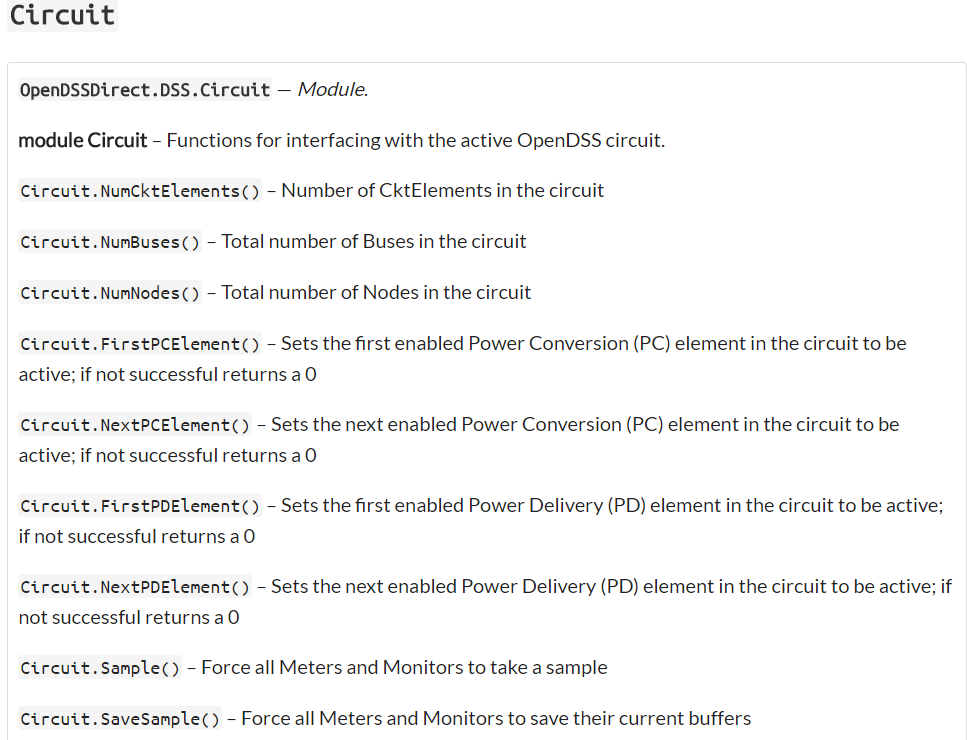 Circuit
OpenDSSDirect.DSS.Circuit — Module.
module Circuit – Functions for interfacing with the active OpenDSS circuit.
Circuit.NumCktElements() – Number of CktElements in the circuit
Circuit.NumBuses() – Total number of Buses in the circuit
Circuit.NumNodes() – Total number of Nodes in the circuit
Circuit.FirstPCElement() – Sets the first enabled Power Conversion (PC) element in the circuit to be
active; if not successful returns a 0
Circuit.NextPCElement() – Sets the next enabled Power Conversion (PC) element in the circuit to be
active; if not successful returns a 0
Circuit.FirstPDElement() – Sets the first enabled Power Delivery (PD) element in the circuit to be active;
if not successful returns a 0
Circuit.NextPDElement() – Sets the next enabled Power Delivery (PD) element in the circuit to be active; if
not successful returns a 0
Circuit.Sample() – Force all Meters and Monitors to take a sample
Circuit.SaveSample() – Force all Meters and Monitors to save their current buffers